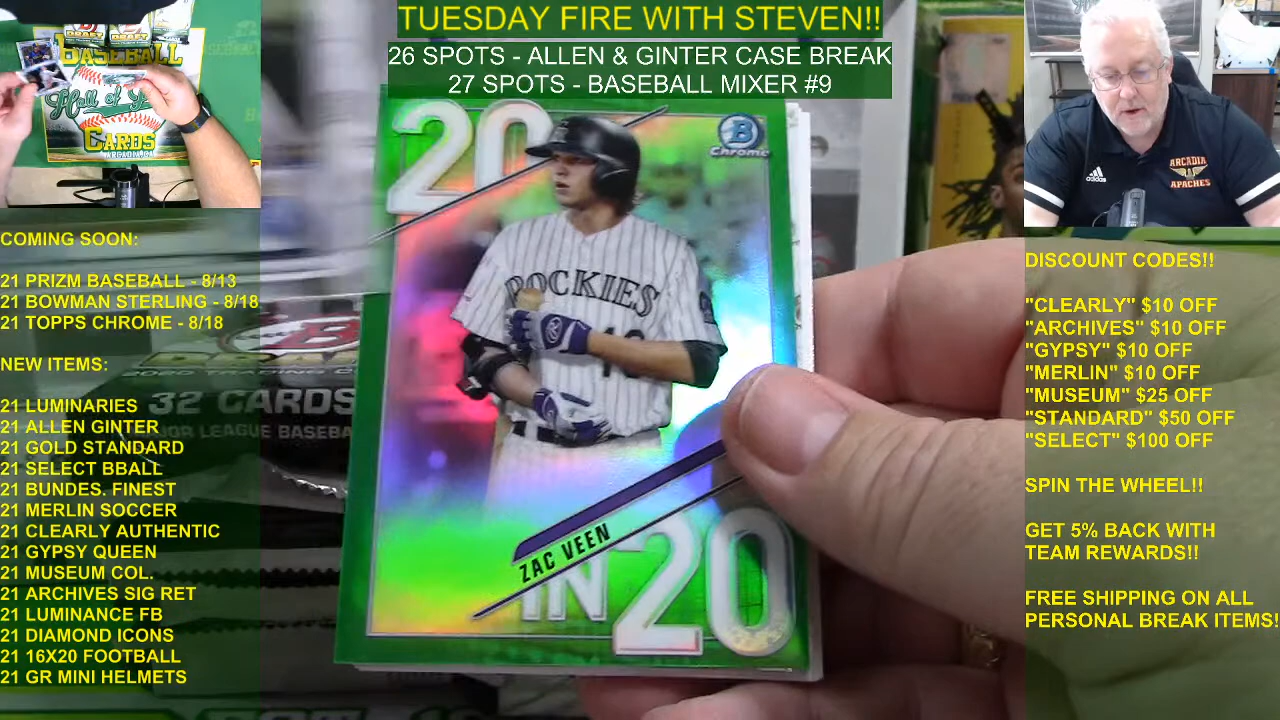 TUESDAY FIRE WITH STEVEN!!
26 SPOTS - ALLEN & GINTER CASE BREAK
27 SPOTS - BASEBALL MIXER #9
BASEBALL
Hall of
CARDS
COMING SOON:
21 PRIZM BASEBALL - 8/13
21 BOWMAN STERLING - 8/18
21 TOPPS CHROME - 8/18
NEW ITEMS:
21 LUMINARIES
21 ALLEN GINTER
21 GOLD STANDARD
21 SELECT BBALL
21 BUNDES. FINEST
21 MERLIN SOCCER
21 CLEARLY AUTHENTIC
21 GYPSY QUEEN
21 MUSEUM COL.
21 ARCHIVES SIG RET
21 LUMINANCE FB
21 DIAMOND ICONS
21 16X20 FOOTBALL
21 GR MINI HELMETS
20
B
Chrome
ROCKIES
ZAC VEEN
IN 20
32 CARDS
adidas
ARCADIA
APACHES
DISCOUNT CODES!!
"CLEARLY" $10 OFF
"ARCHIVES" $10 OFF
"GYPSY" $10 OFF
"MERLIN" $10 OFF
"MUSEUM" $25 OFF
"STANDARD" $50 OFF
"SELECT" $100 OFF
SPIN THE WHEEL!!
GET 5% BACK WITH
TEAM REWARDS!!
FREE SHIPPING ON ALL
PERSONAL BREAK ITEMS!